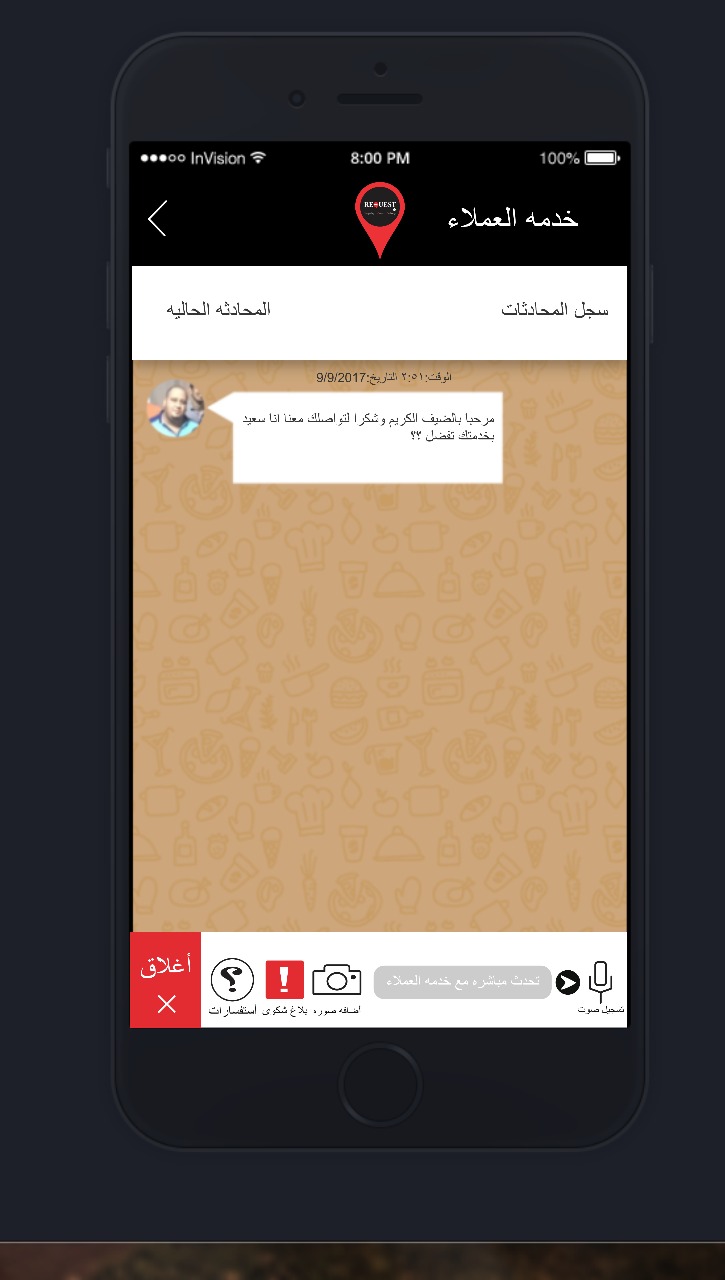 InVision 8:00 PM 100%
REQUEST
خدمه العملاء
سجل المحادثات
المحادثه الحاليه
الوقت:٢:٥١ التاريخ:9/9/2017
مرحبا بالضيف الكريم وشكرا لتواصلك معنا انا سعيد
بخدمتك تفضل ؟؟
تسجيل صوت
تحدث مباشره مع خدمه العملاء
اضافه صوره
بلاغ شكوى
أستفسارات
أغلاق